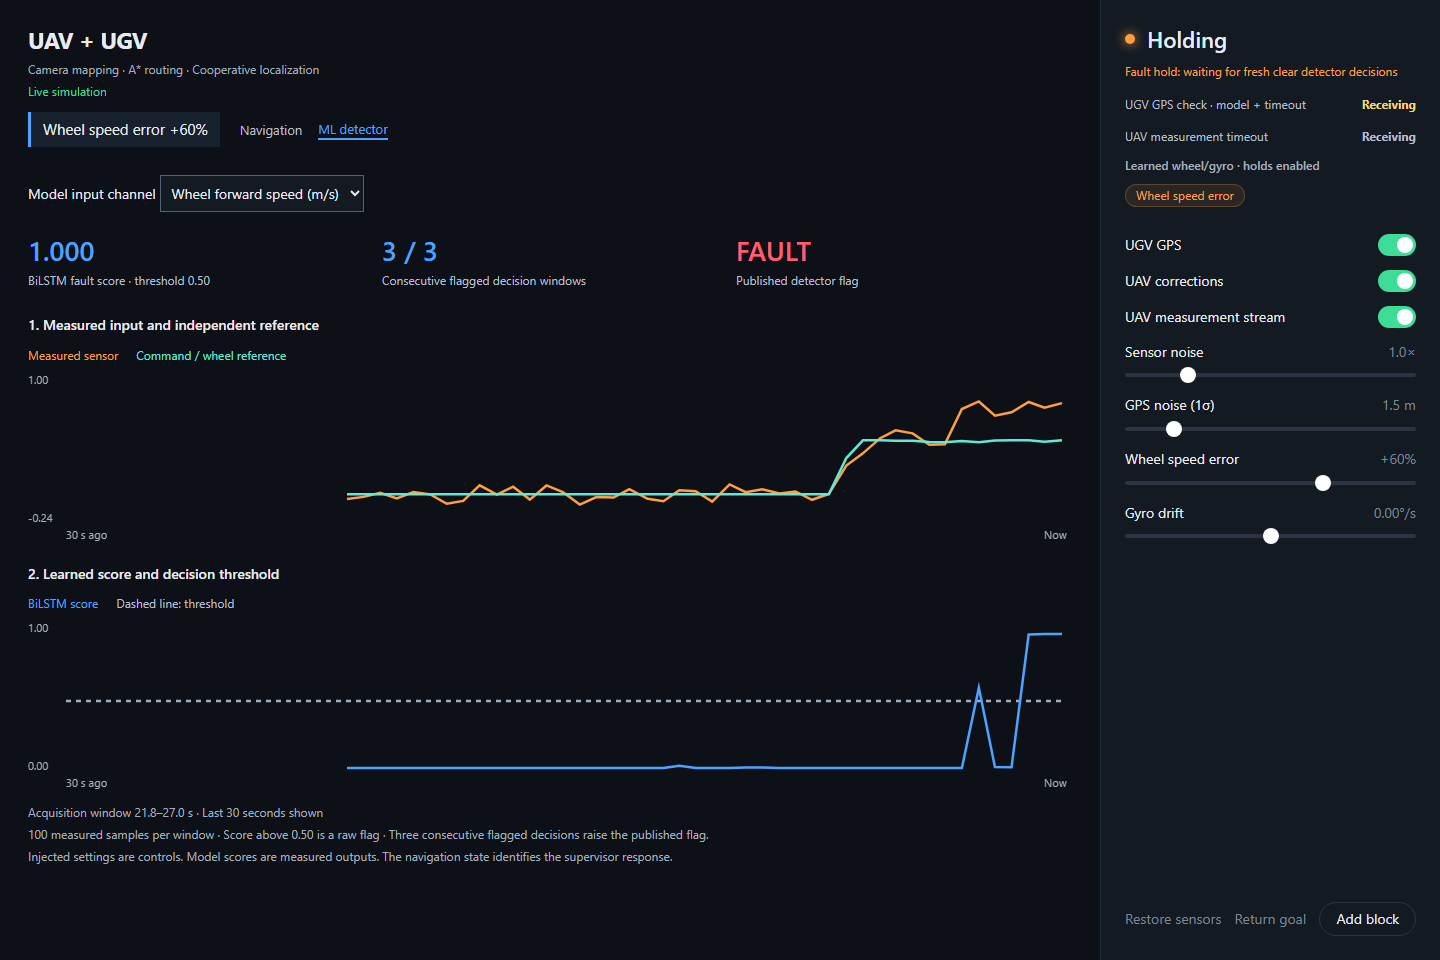 UAV + UGV
Camera mapping · A* routing · Cooperative localization
Live simulation
Wheel speed error +60%
Navigation
ML detector
Model input channel
Wheel forward speed (m/s)
1.000
BiLSTM fault score · threshold 0.50
3 / 3
Consecutive flagged decision windows
FAULT
Published detector flag
1. Measured input and independent reference
Measured sensor
Command / wheel reference
1.00
-0.24
30 s ago
Now
2. Learned score and decision threshold
BiLSTM score
Dashed line: threshold
1.00
0.00
30 s ago
Now
Acquisition window 21.8–27.0 s · Last 30 seconds shown
100 measured samples per window · Score above 0.50 is a raw flag · Three consecutive flagged decisions raise the published flag.
Injected settings are controls. Model scores are measured outputs. The navigation state identifies the supervisor response.
Holding
Fault hold: waiting for fresh clear detector decisions
UGV GPS check · model + timeout
Receiving
UAV measurement timeout
Receiving
Learned wheel/gyro · holds enabled
Wheel speed error
UGV GPS
UAV corrections
UAV measurement stream
Sensor noise
1.0×
GPS noise (1σ)
1.5 m
Wheel speed error
+60%
Gyro drift
0.00°/s
Restore sensors
Return goal
Add block